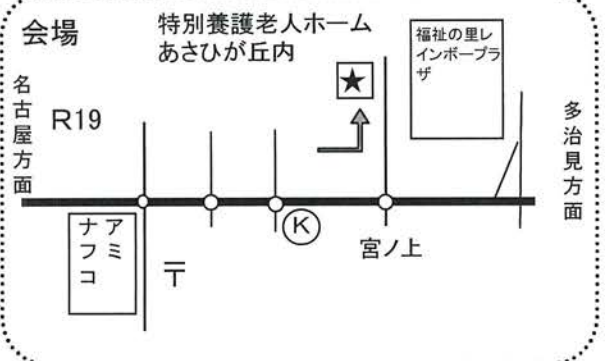 会場
特別養護老人ホーム
あさひが丘内
福祉の里レ
インボープラ
ザ
★
名古屋方面
R19
多治見方面
K
宮ノ上
アミ
ナフコ
〒